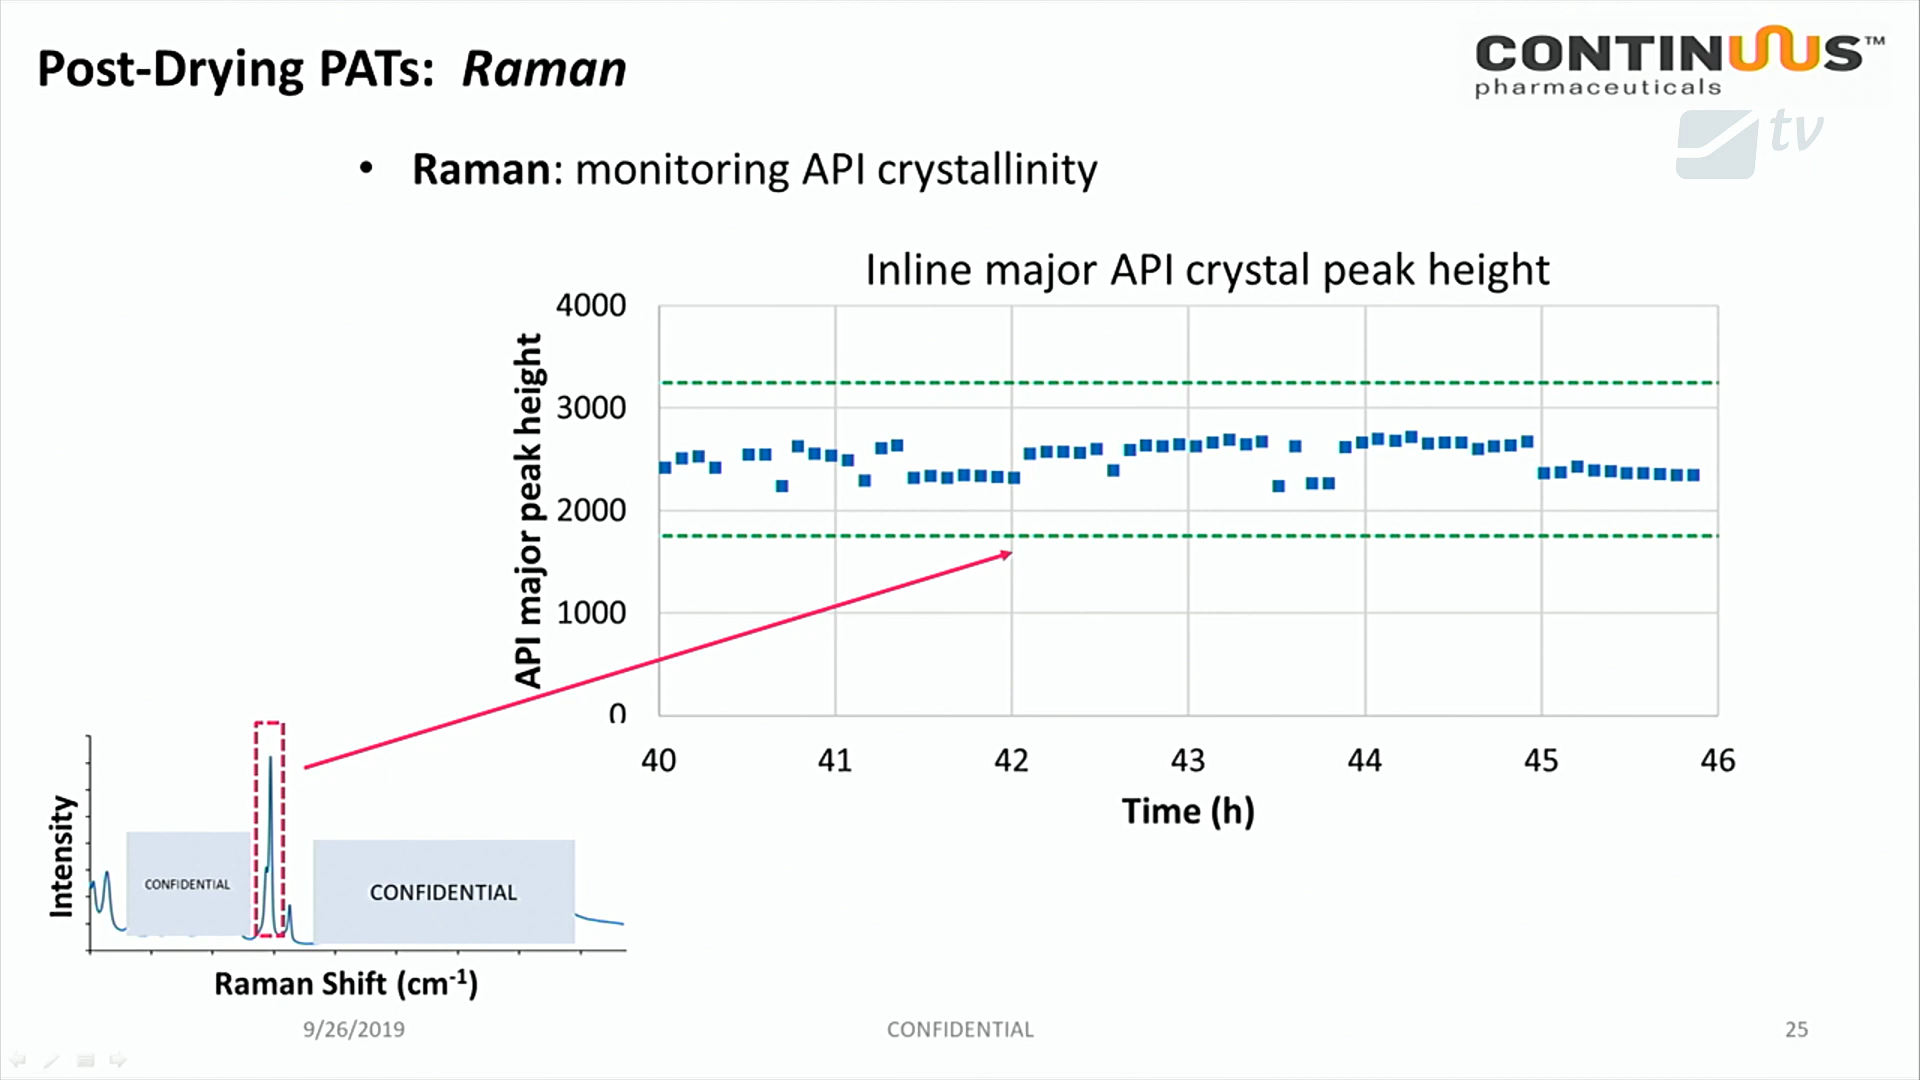 Post-Drying PATs: Raman
CONTINUUS™
pharmaceuticals
tv
• Raman: monitoring API crystallinity
Inline major API crystal peak height
API major peak height
4000
3000
2000
1000
0
40 41 42 43 44 45 46
Time (h)
Intensity
CONFIDENTIAL
CONFIDENTIAL
Raman Shift (cm-1)
9/26/2019 CONFIDENTIAL 25